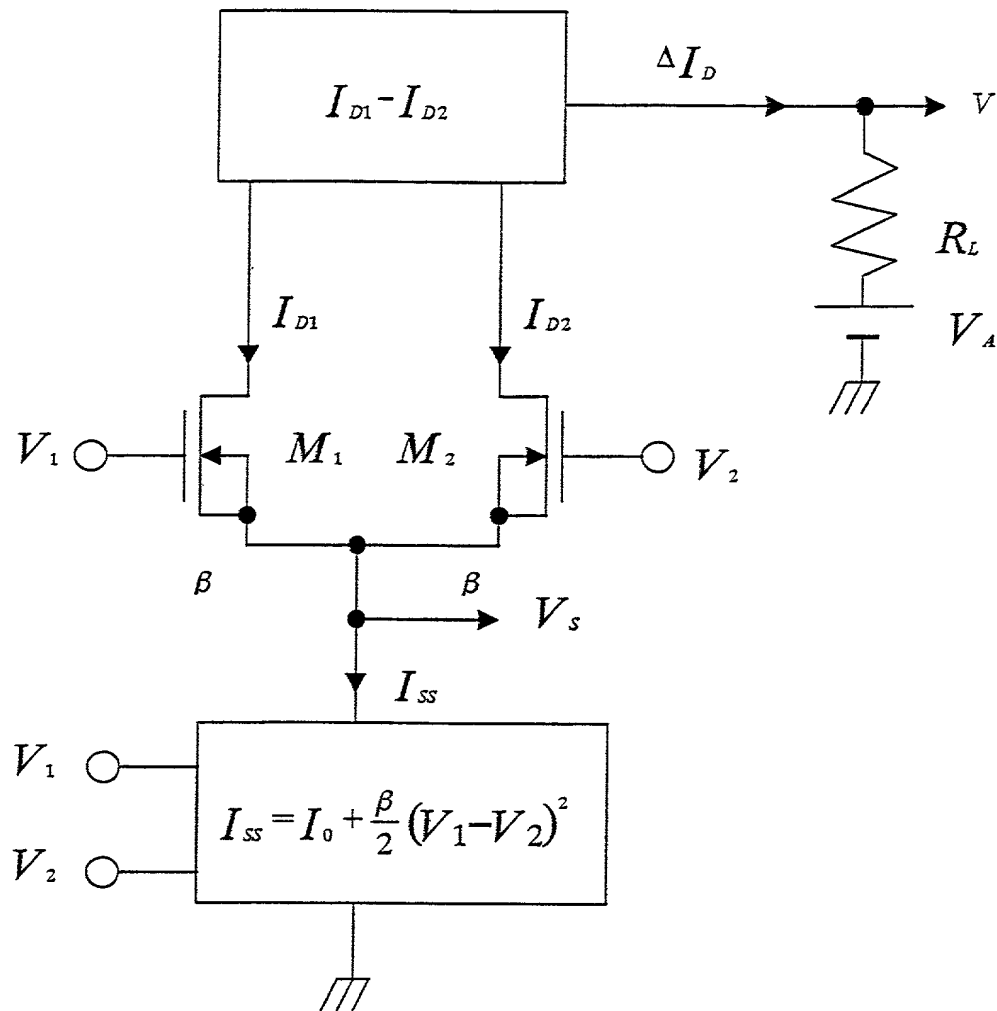 ΔI_D
I_D1 - I_D2
V
R_L
I_D1
I_D2
V_A
V_1
M_1
M_2
V_2
β
β
V_S
I_SS
V_1
I_SS = I_0 + β/2 (V_1 - V_2)^2
V_2